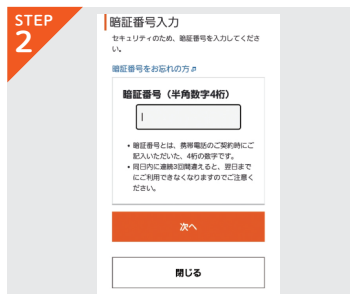 STEP
2
暗証番号入力
セキュリティのため、暗証番号を入力してくださ
い。
暗証番号をお忘れの方
暗証番号（半角数字4桁）
• 暗証番号とは、携帯電話のご契約時にご
記入いただいた、4桁の数字です。
• 同日内に連続3回間違えると、翌日まで
にご利用できなくなりますのでご注意く
ださい。
次へ
閉じる